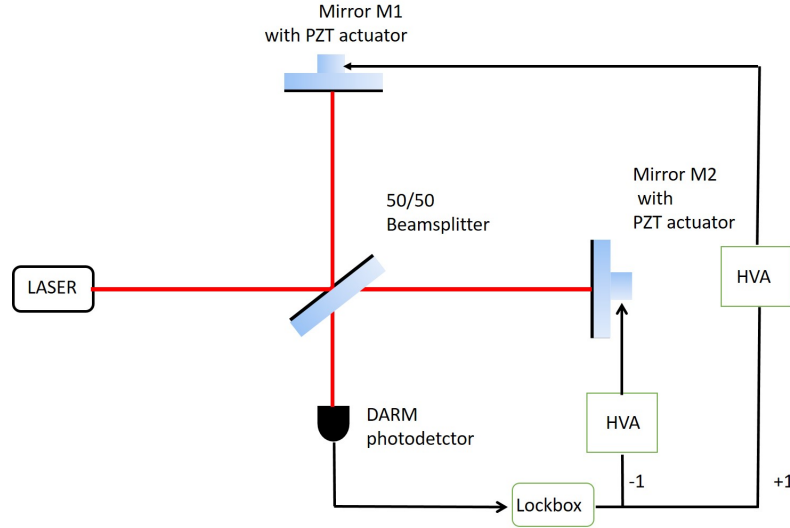 Mirror M1
with PZT actuator
50/50
Beamsplitter
Mirror M2
with
PZT actuator
LASER
HVA
DARM
photodetctor
HVA
-1
+1
Lockbox